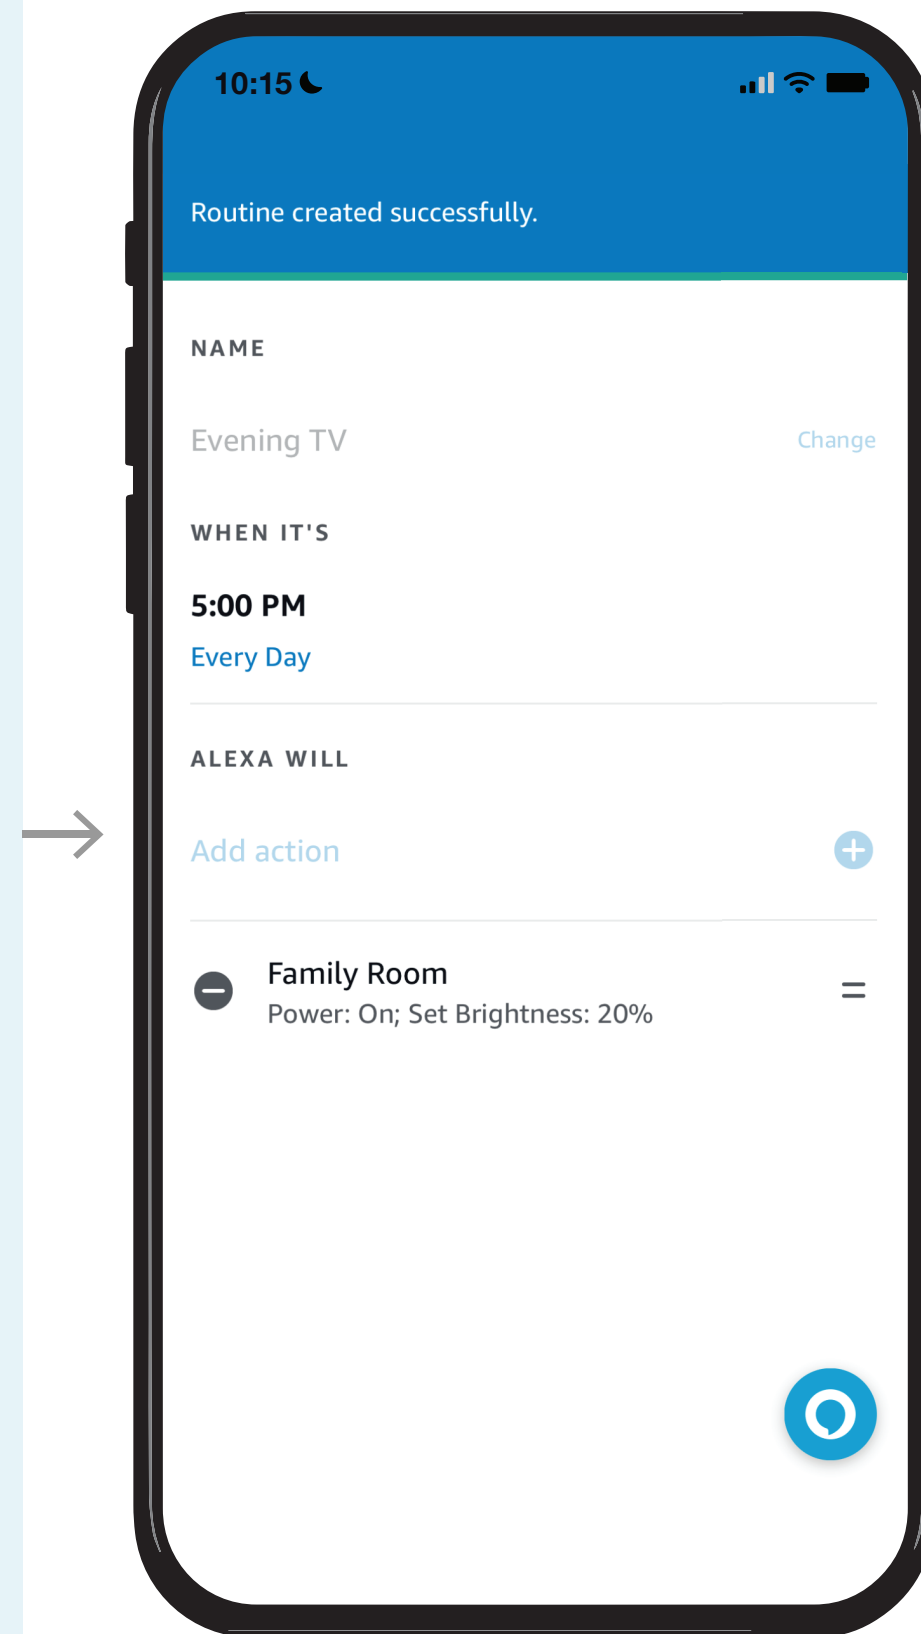 10:15
Routine created successfully.
NAME
Evening TV
Change
WHEN IT'S
5:00 PM
Every Day
ALEXA WILL
Add action
Family Room
Power: On; Set Brightness: 20%